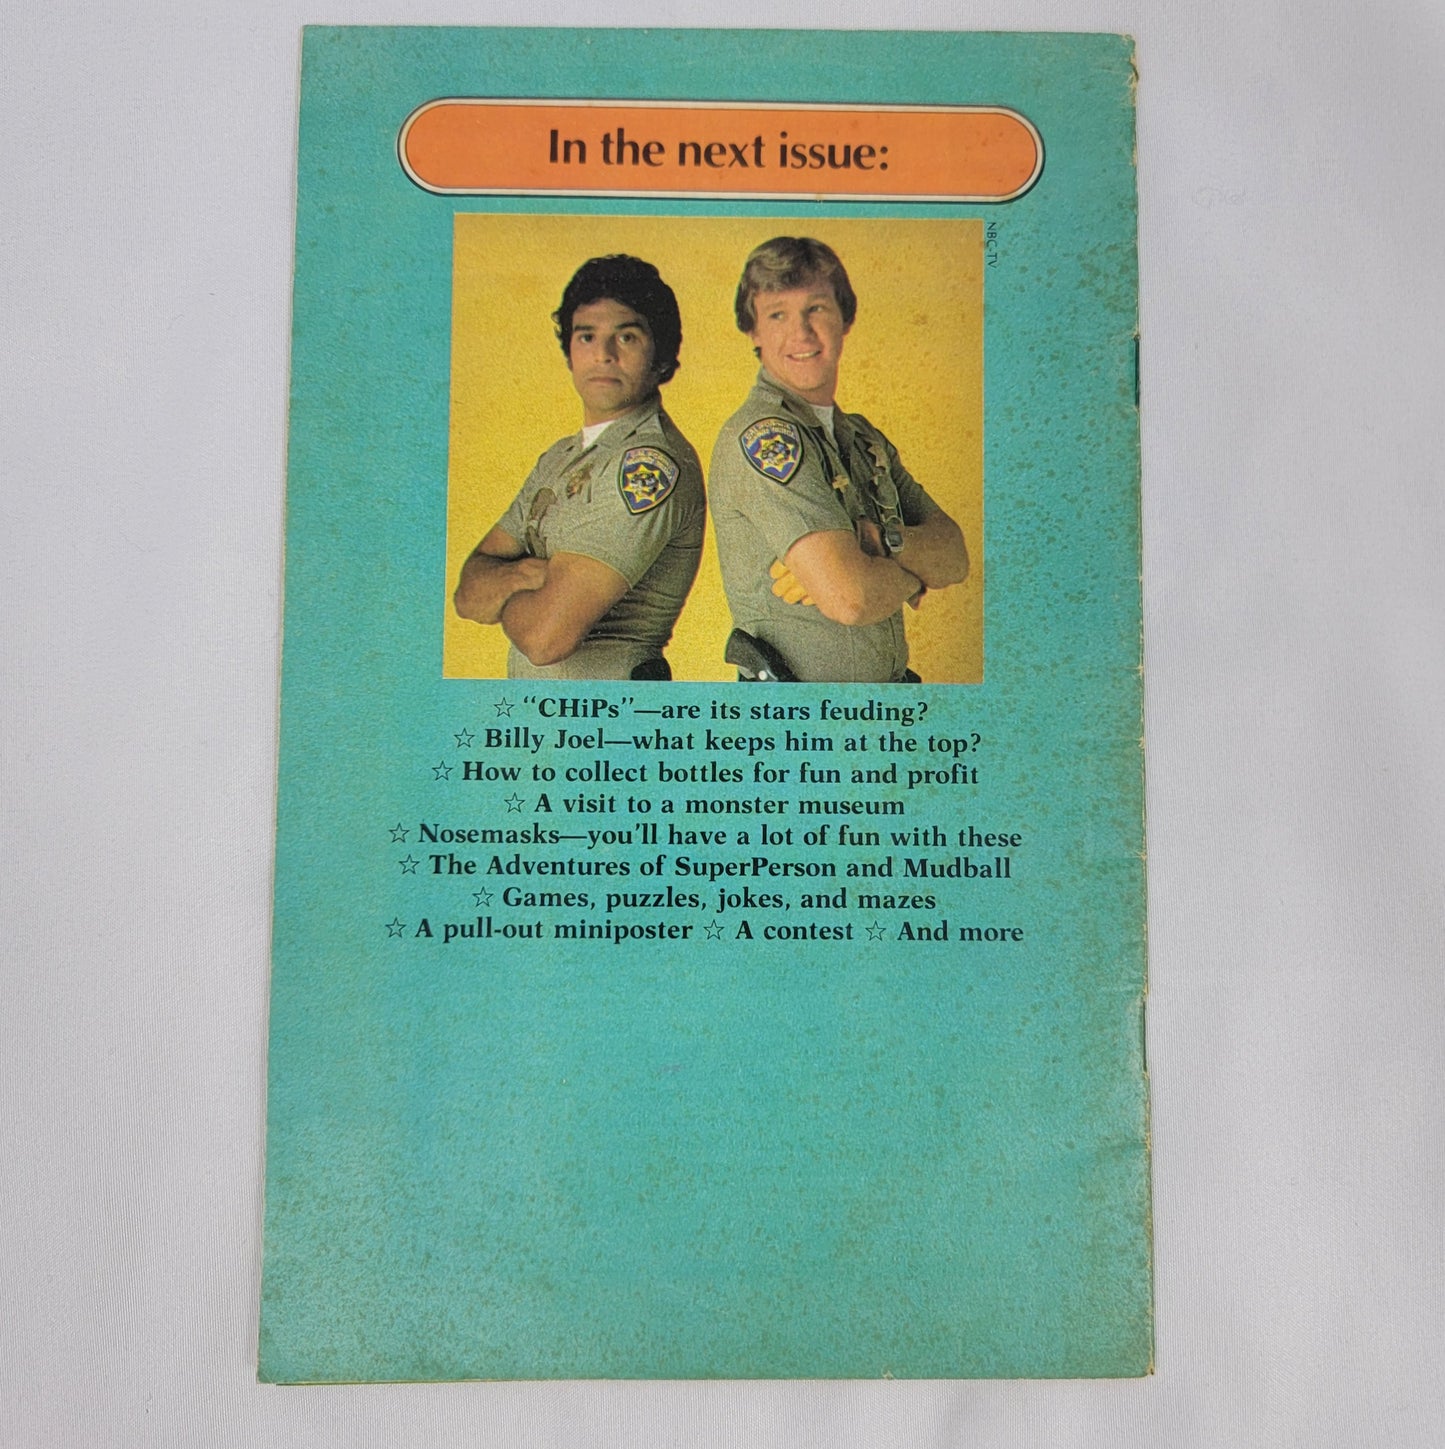 In the next issue:
NBC-TV
☆ "CHiPs"—are its stars feuding?
☆ Billy Joel—what keeps him at the top?
☆ How to collect bottles for fun and profit
☆ A visit to a monster museum
☆ Nosemasks—you'll have a lot of fun with these
☆ The Adventures of SuperPerson and Mudball
☆ Games, puzzles, jokes, and mazes
☆ A pull-out miniposter ☆ A contest ☆ And more